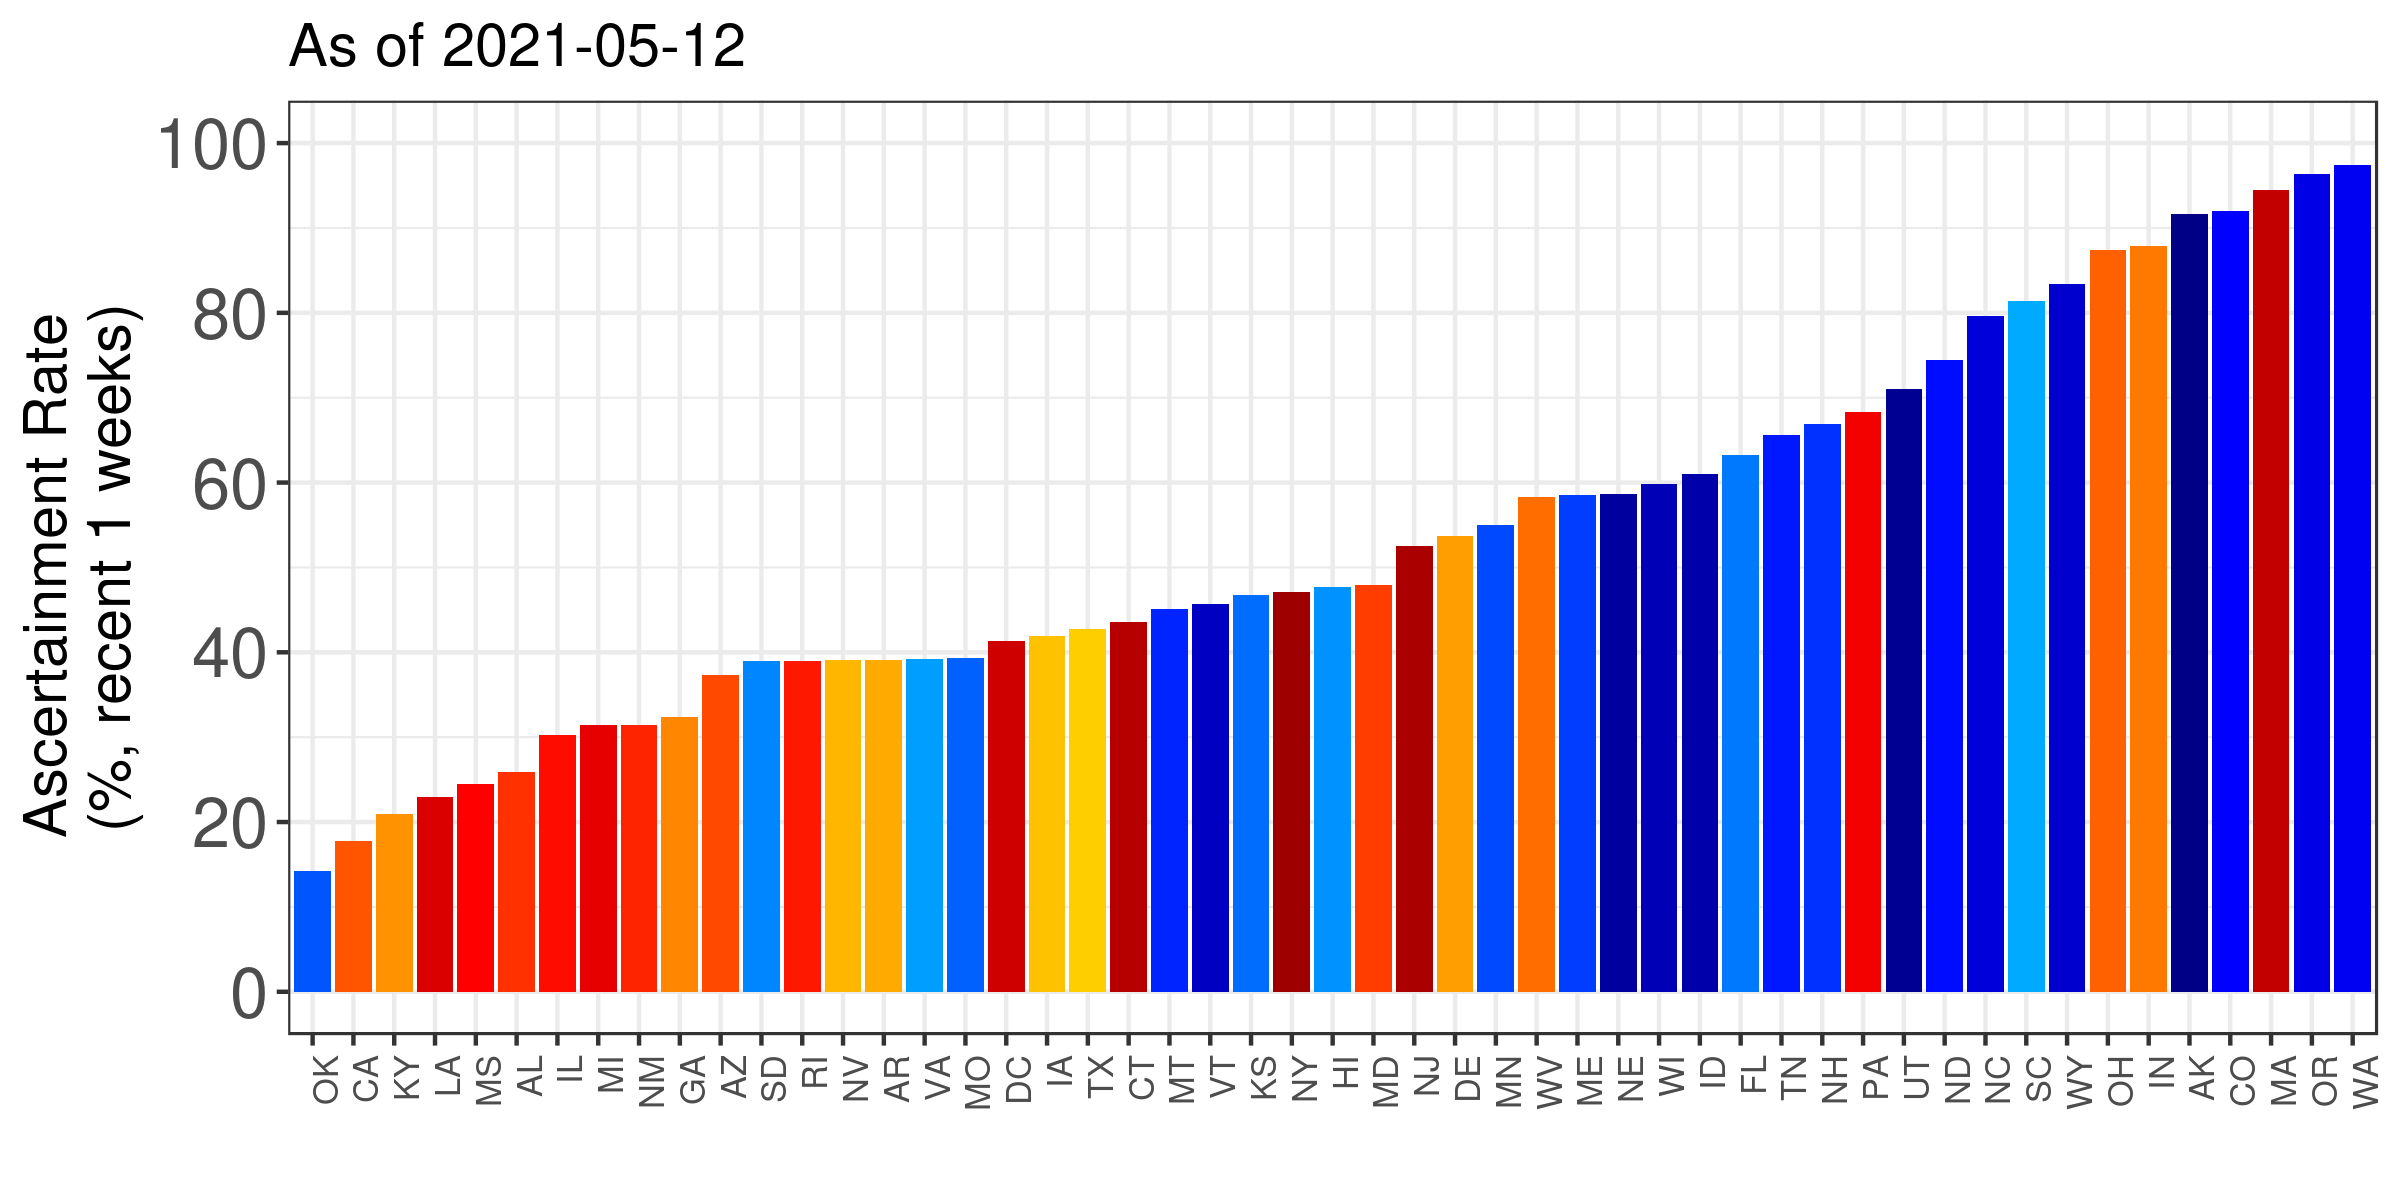 As of 2021-05-12
Ascertainment Rate
(%, recent 1 weeks)
100
80
60
40
20
0
OK CA KY LA MS AL IL MI NM GA AZ SD RI NV AR VA MO DC IA TX CT MT VT KS NY HI MD NJ DE MN WV ME NE WI ID FL TN NH PA UT ND NC SC WY OH IN AK CO MA OR WA